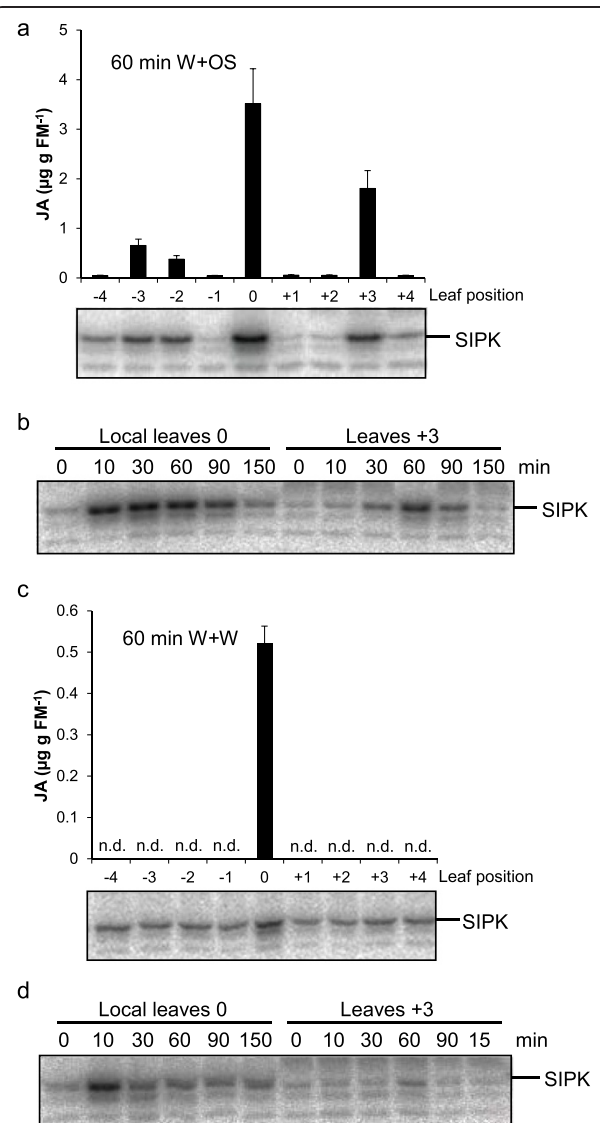 a
5
4
3
2
1
0
JA (µg g FM-1)
60 min W+OS
-4 -3 -2 -1 0 +1 +2 +3 +4 Leaf position
SIPK
b
Local leaves 0 Leaves +3
0 10 30 60 90 150 0 10 30 60 90 150 min
SIPK
c
0.6
0.5
0.4
0.3
0.2
0.1
0
JA (µg g FM-1)
60 min W+W
n.d. n.d. n.d. n.d. n.d. n.d. n.d. n.d.
-4 -3 -2 -1 0 +1 +2 +3 +4 Leaf position
SIPK
d
Local leaves 0 Leaves +3
0 10 30 60 90 150 0 10 30 60 90 15 min
SIPK